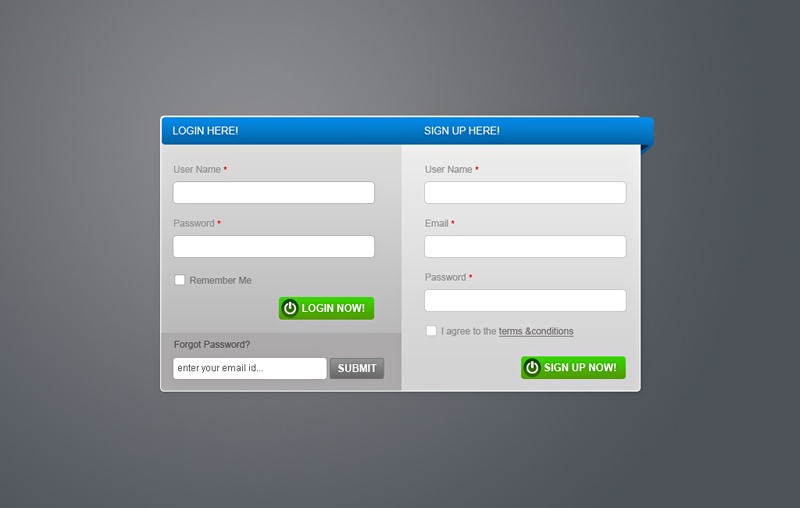 LOGIN HERE!
User Name *
Password *
Remember Me
LOGIN NOW!
Forgot Password?
enter your email id...
SUBMIT
SIGN UP HERE!
User Name *
Email *
Password *
I agree to the terms &conditions
SIGN UP NOW!